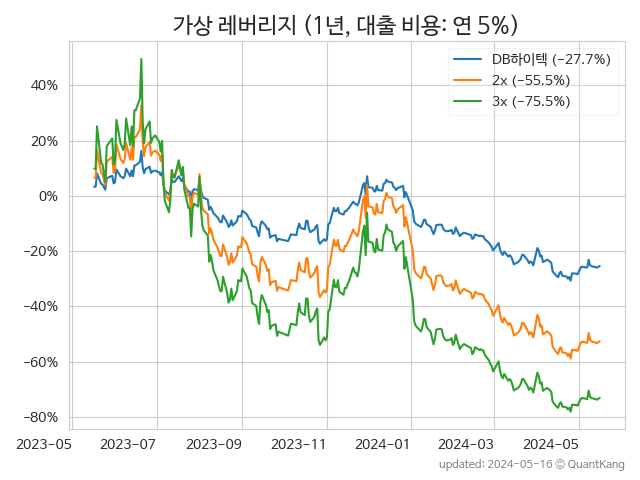 가상 레버리지 (1년, 대출 비용: 연 5%)
DB하이텍 (-27.7%)
2x (-55.5%)
3x (-75.5%)
40%
20%
0%
-20%
-40%
-60%
-80%
2023-05 2023-07 2023-09 2023-11 2024-01 2024-03 2024-05
updated: 2024-05-16 © QuantKang